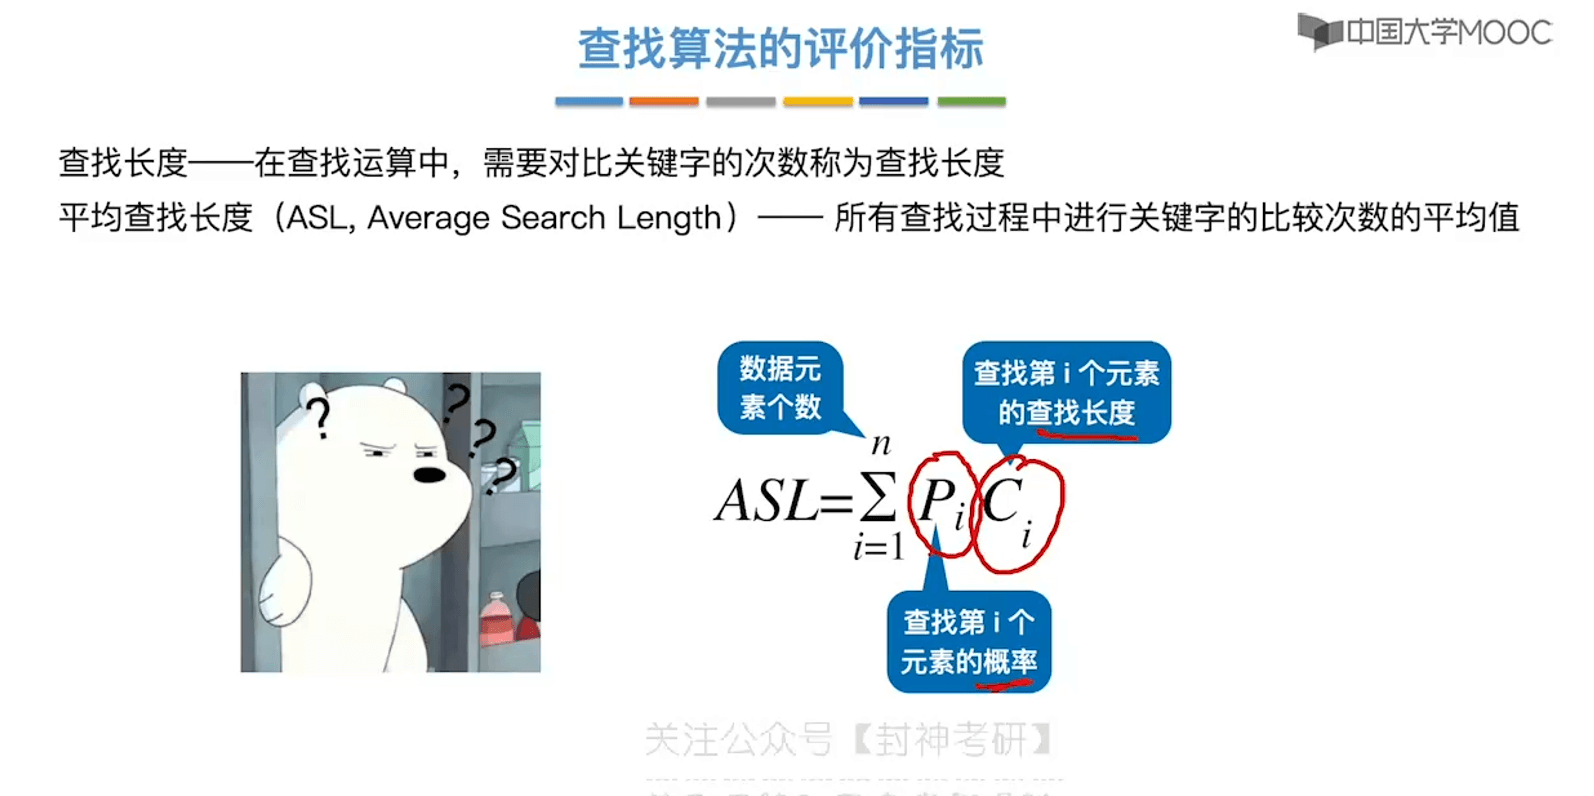 查找算法的评价指标
中国大学MOOC
查找长度——在查找运算中，需要对比关键字的次数称为查找长度
平均查找长度（ASL, Average Search Length）—— 所有查找过程中进行关键字的比较次数的平均值
数据元
素个数
查找第 i 个元素
的查找长度
?
?
?
?
n
ASL=∑ P_i C_i
i=1
查找第 i 个
元素的概率
关注公众号【封神考研】